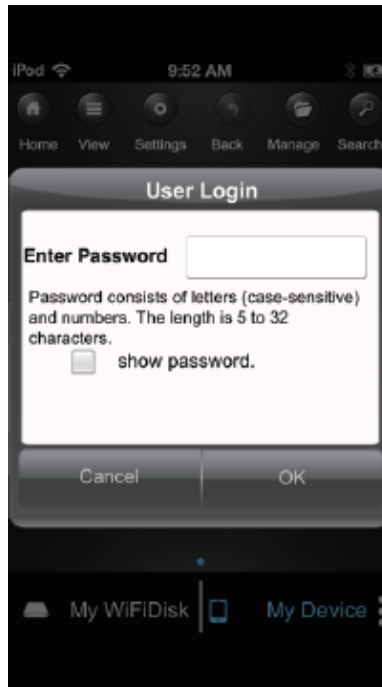 iPod 9:52 AM
Home View Settings Back Manage Search
User Login
Enter Password
Password consists of letters (case-sensitive)
and numbers. The length is 5 to 32
characters.
show password.
Cancel OK
My WiFiDisk My Device